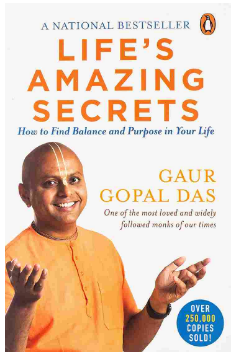 A NATIONAL BESTSELLER
LIFE'S
AMAZING
SECRETS
How to Find Balance and Purpose in Your Life
GAUR
GOPAL DAS
One of the most loved and widely
followed monks of our times
OVER
250,000
COPIES
SOLD!